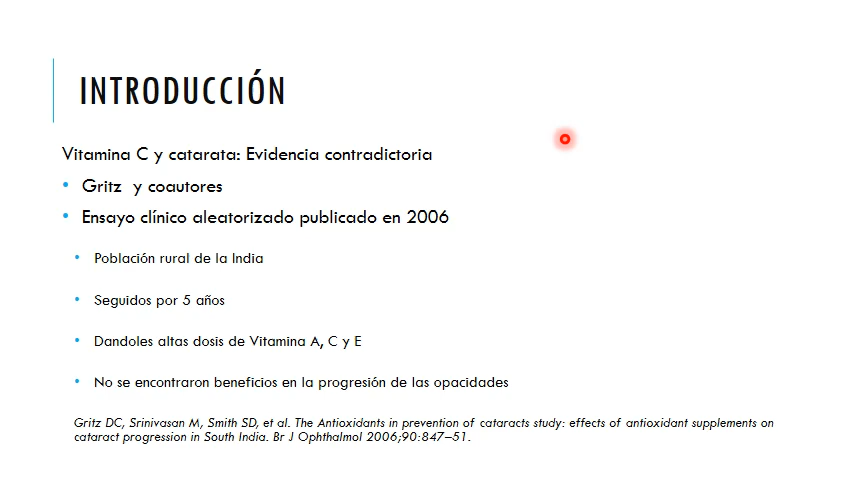 INTRODUCCIÓN
Vitamina C y catarata: Evidencia contradictoria
• Gritz y coautores
• Ensayo clínico aleatorizado publicado en 2006
• Población rural de la India
• Seguidos por 5 años
• Dandoles altas dosis de Vitamina A, C y E
• No se encontraron beneficios en la progresión de las opacidades
Gritz DC, Srinivasan M, Smith SD, et al. The Antioxidants in prevention of cataracts study: effects of antioxidant supplements on
cataract progression in South India. Br J Ophthalmol 2006;90:847–51.